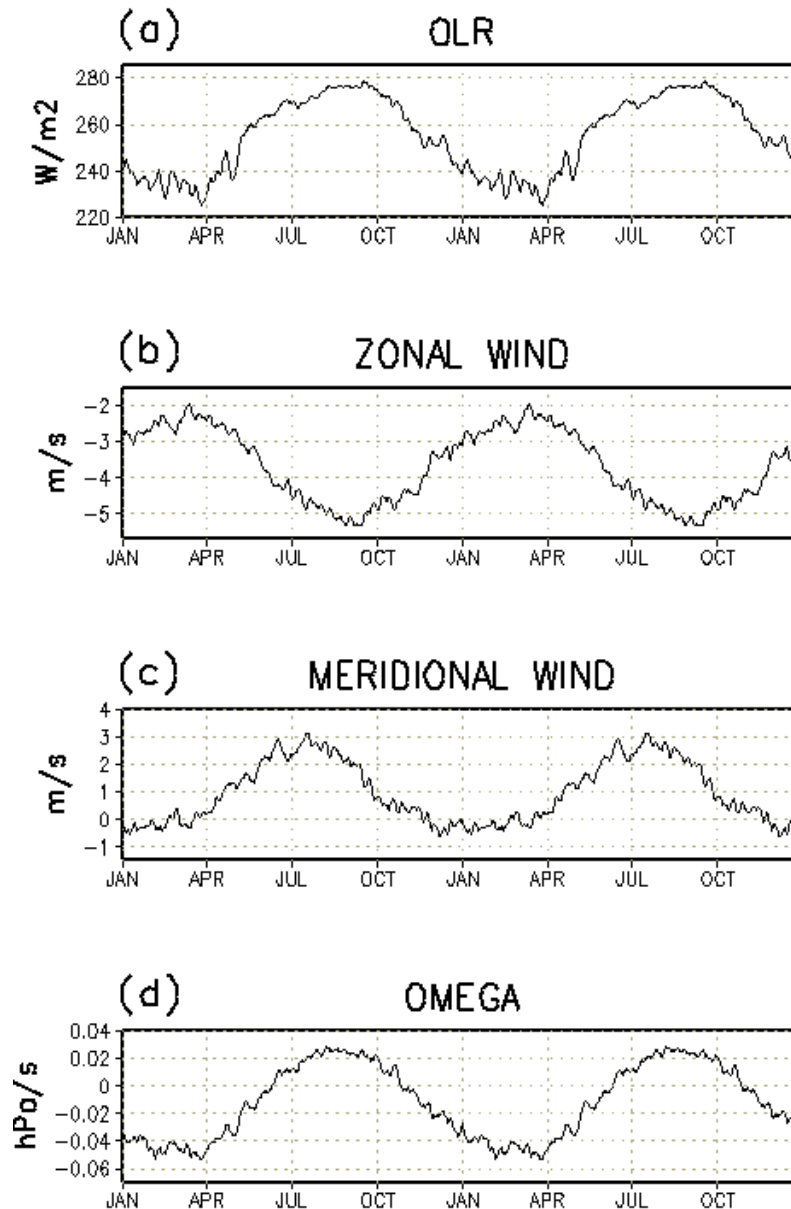 (a) OLR
W/m2
280
260
240
220
JAN APR JUL OCT JAN APR JUL OCT
(b) ZONAL WIND
m/s
-2
-3
-4
-5
JAN APR JUL OCT JAN APR JUL OCT
(c) MERIDIONAL WIND
m/s
4
3
2
1
0
-1
JAN APR JUL OCT JAN APR JUL OCT
(d) OMEGA
hPa/s
0.04
0.02
0
-0.02
-0.04
-0.06
JAN APR JUL OCT JAN APR JUL OCT